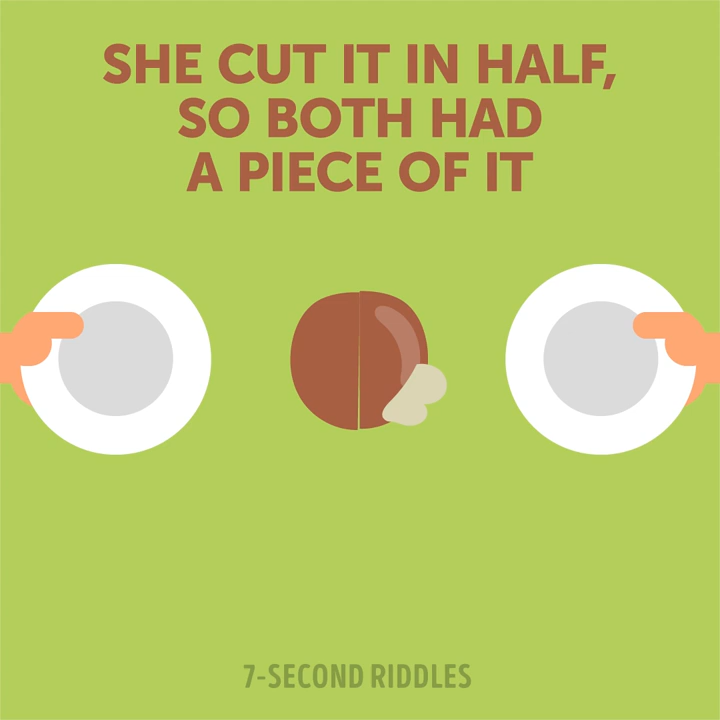 SHE CUT IT IN HALF,
SO BOTH HAD
A PIECE OF IT
7-SECOND RIDDLES